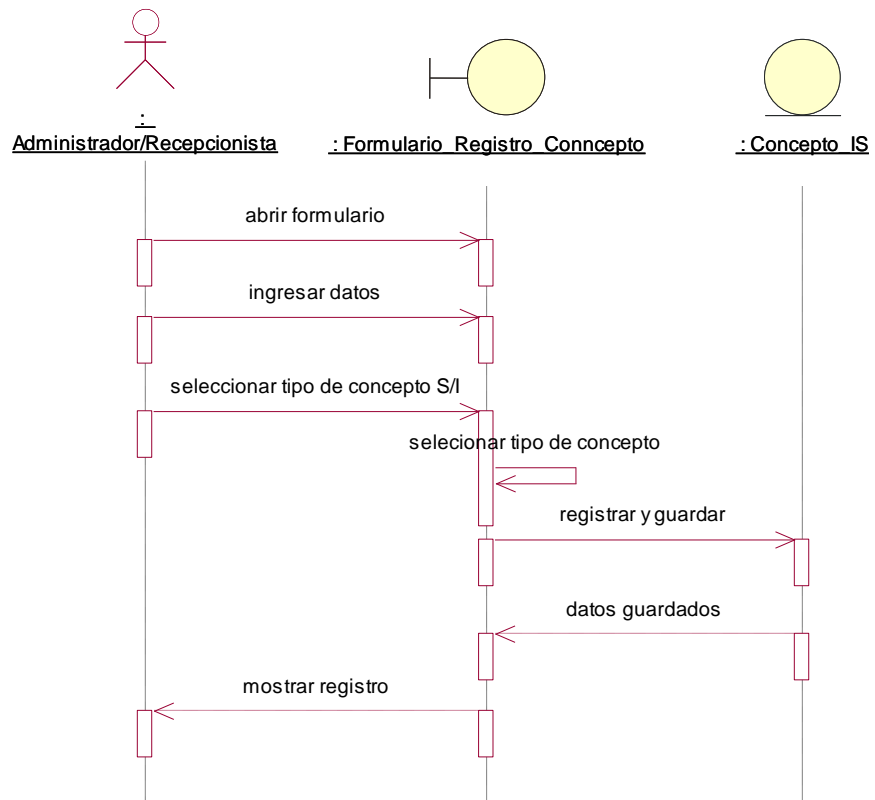 :
Administrador/Recepcionista
: Formulario_Registro_Conncepto
: Concepto_IS
abrir formulario
ingresar datos
seleccionar tipo de concepto S/I
selecionar tipo de concepto
registrar y guardar
datos guardados
mostrar registro